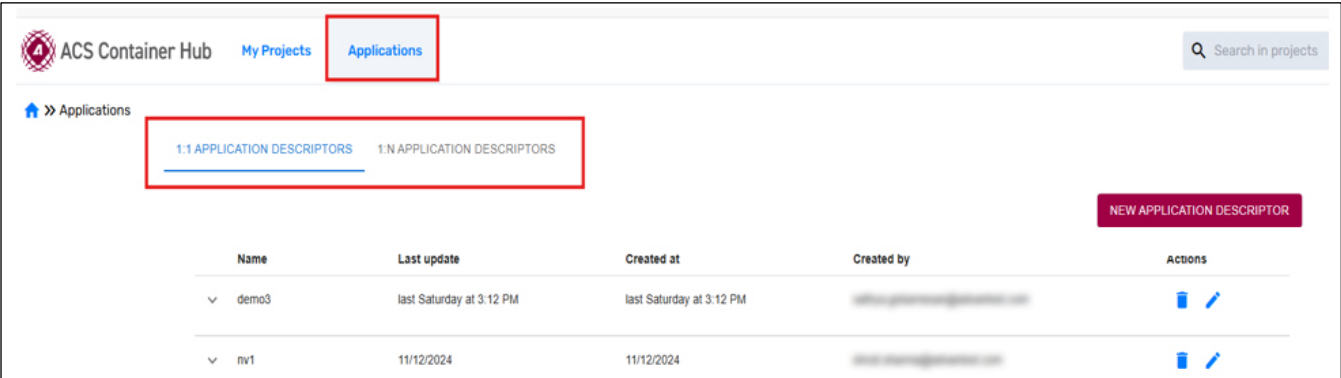 ACS Container Hub My Projects Applications Search in projects
» Applications
1:1 APPLICATION DESCRIPTORS 1:N APPLICATION DESCRIPTORS
NEW APPLICATION DESCRIPTOR
Name Last update Created at Created by Actions
demo3 last Saturday at 3:12 PM last Saturday at 3:12 PM
nv1 11/12/2024 11/12/2024